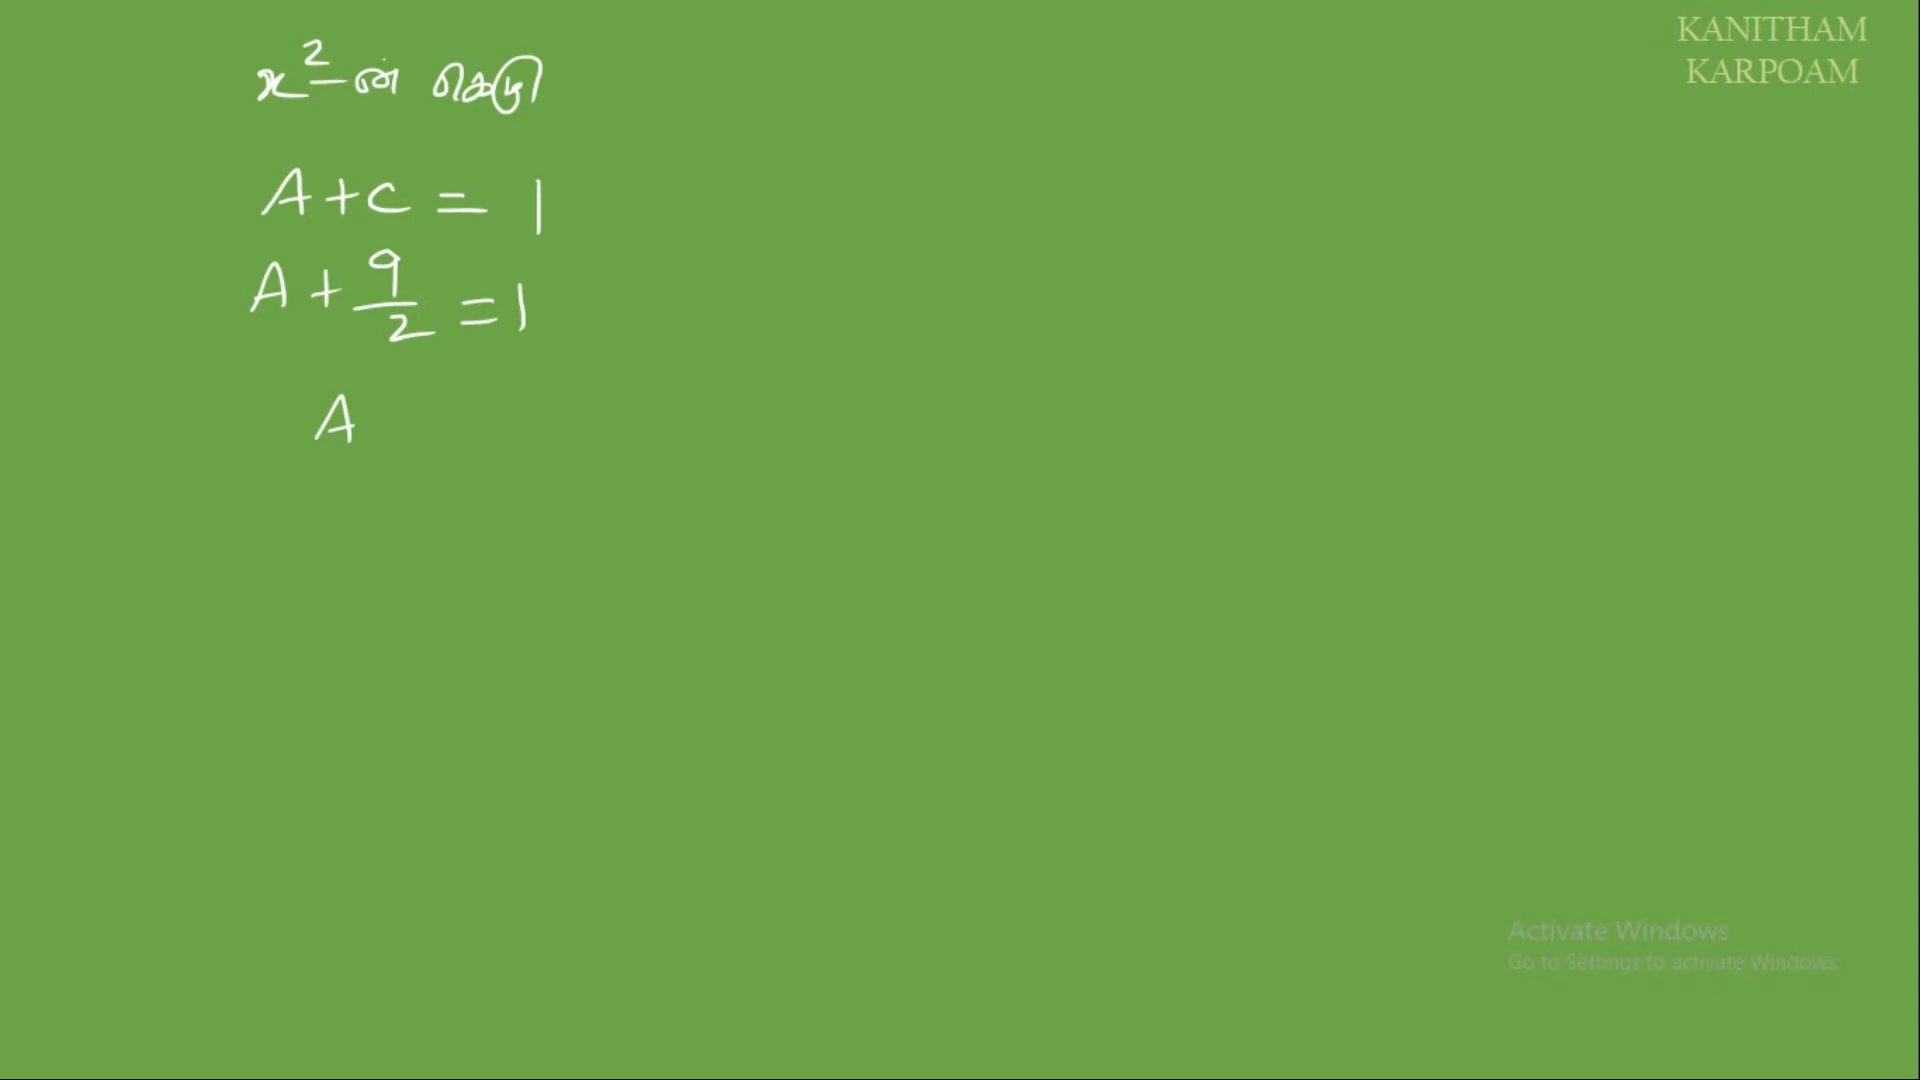 x²-ன் கெழு
A+c = 1
A + 9/2 = 1
A
KANITHAM
KARPOAM
Activate Windows
Go to Settings to activate Windows.